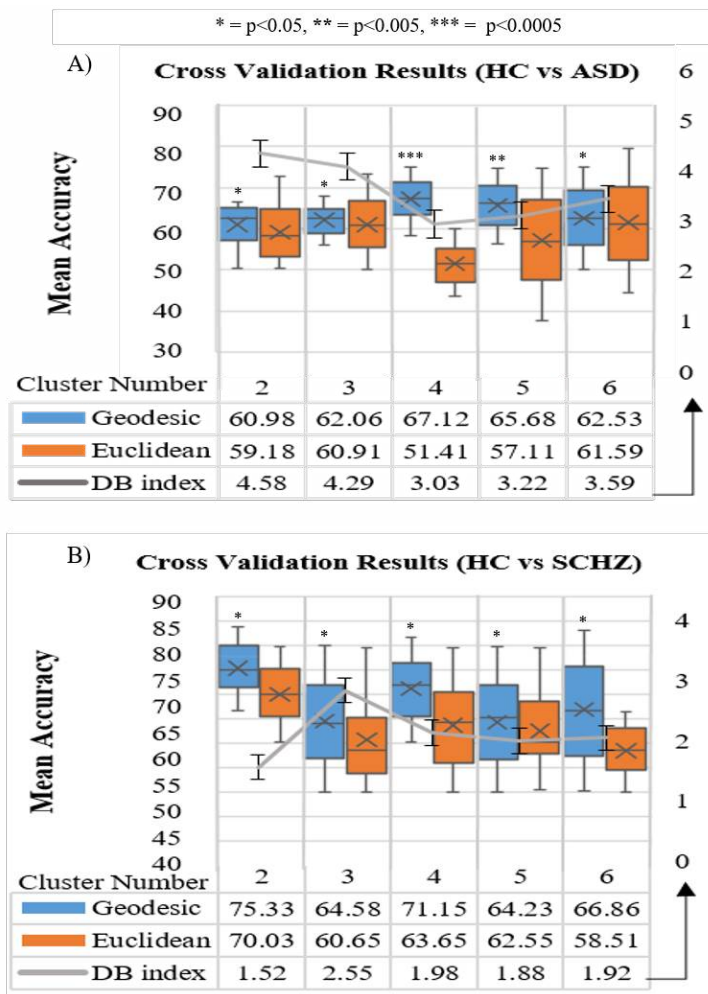 * = p<0.05, ** = p<0.005, *** = p<0.0005
A)
Cross Validation Results (HC vs ASD)
Mean Accuracy
90
80
70
60
50
40
30
6
5
4
3
2
1
0
*
*
***
**
*
Cluster Number 2 3 4 5 6
Geodesic 60.98 62.06 67.12 65.68 62.53
Euclidean 59.18 60.91 51.41 57.11 61.59
DB index 4.58 4.29 3.03 3.22 3.59
B)
Cross Validation Results (HC vs SCHZ)
Mean Accuracy
90
85
80
75
70
65
60
55
50
45
40
4
3
2
1
0
*
*
*
*
*
Cluster Number 2 3 4 5 6
Geodesic 75.33 64.58 71.15 64.23 66.86
Euclidean 70.03 60.65 63.65 62.55 58.51
DB index 1.52 2.55 1.98 1.88 1.92